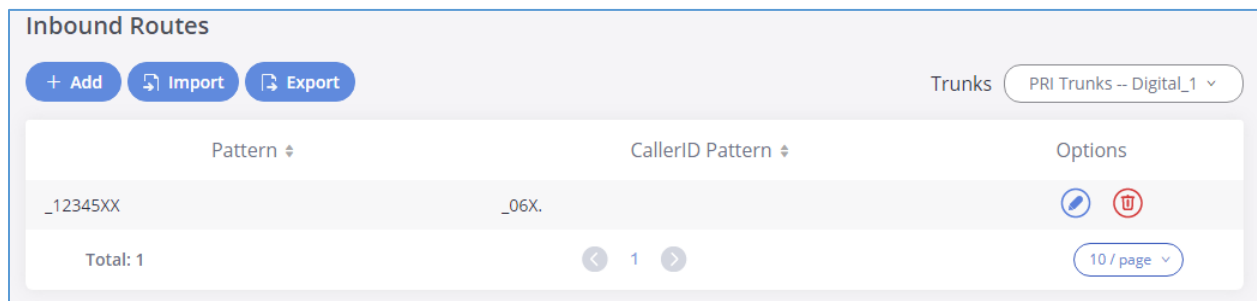 Inbound Routes
+ Add Import Export Trunks PRI Trunks -- Digital_1
Pattern CallerID Pattern Options
_12345XX _06X.
Total: 1 1 10 / page